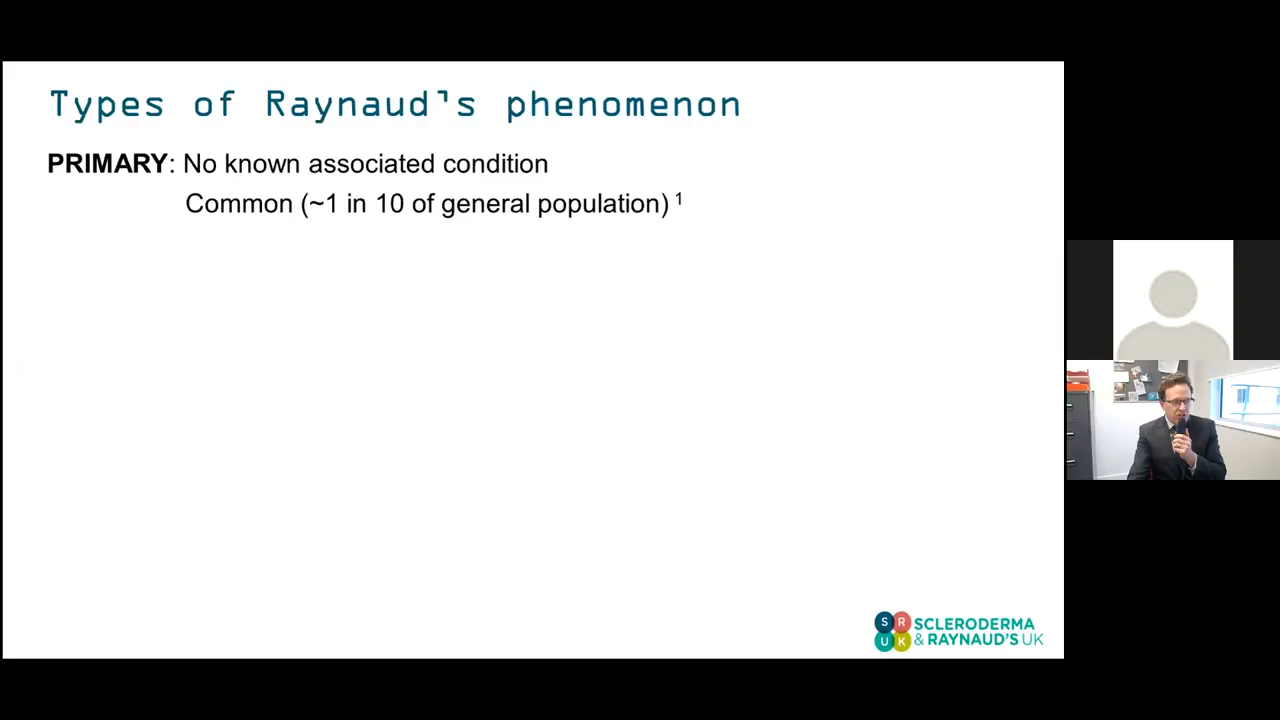 Types of Raynaud's phenomenon
PRIMARY: No known associated condition
Common (~1 in 10 of general population) 1
S R
U K
SCLERODERMA
& RAYNAUD'S UK